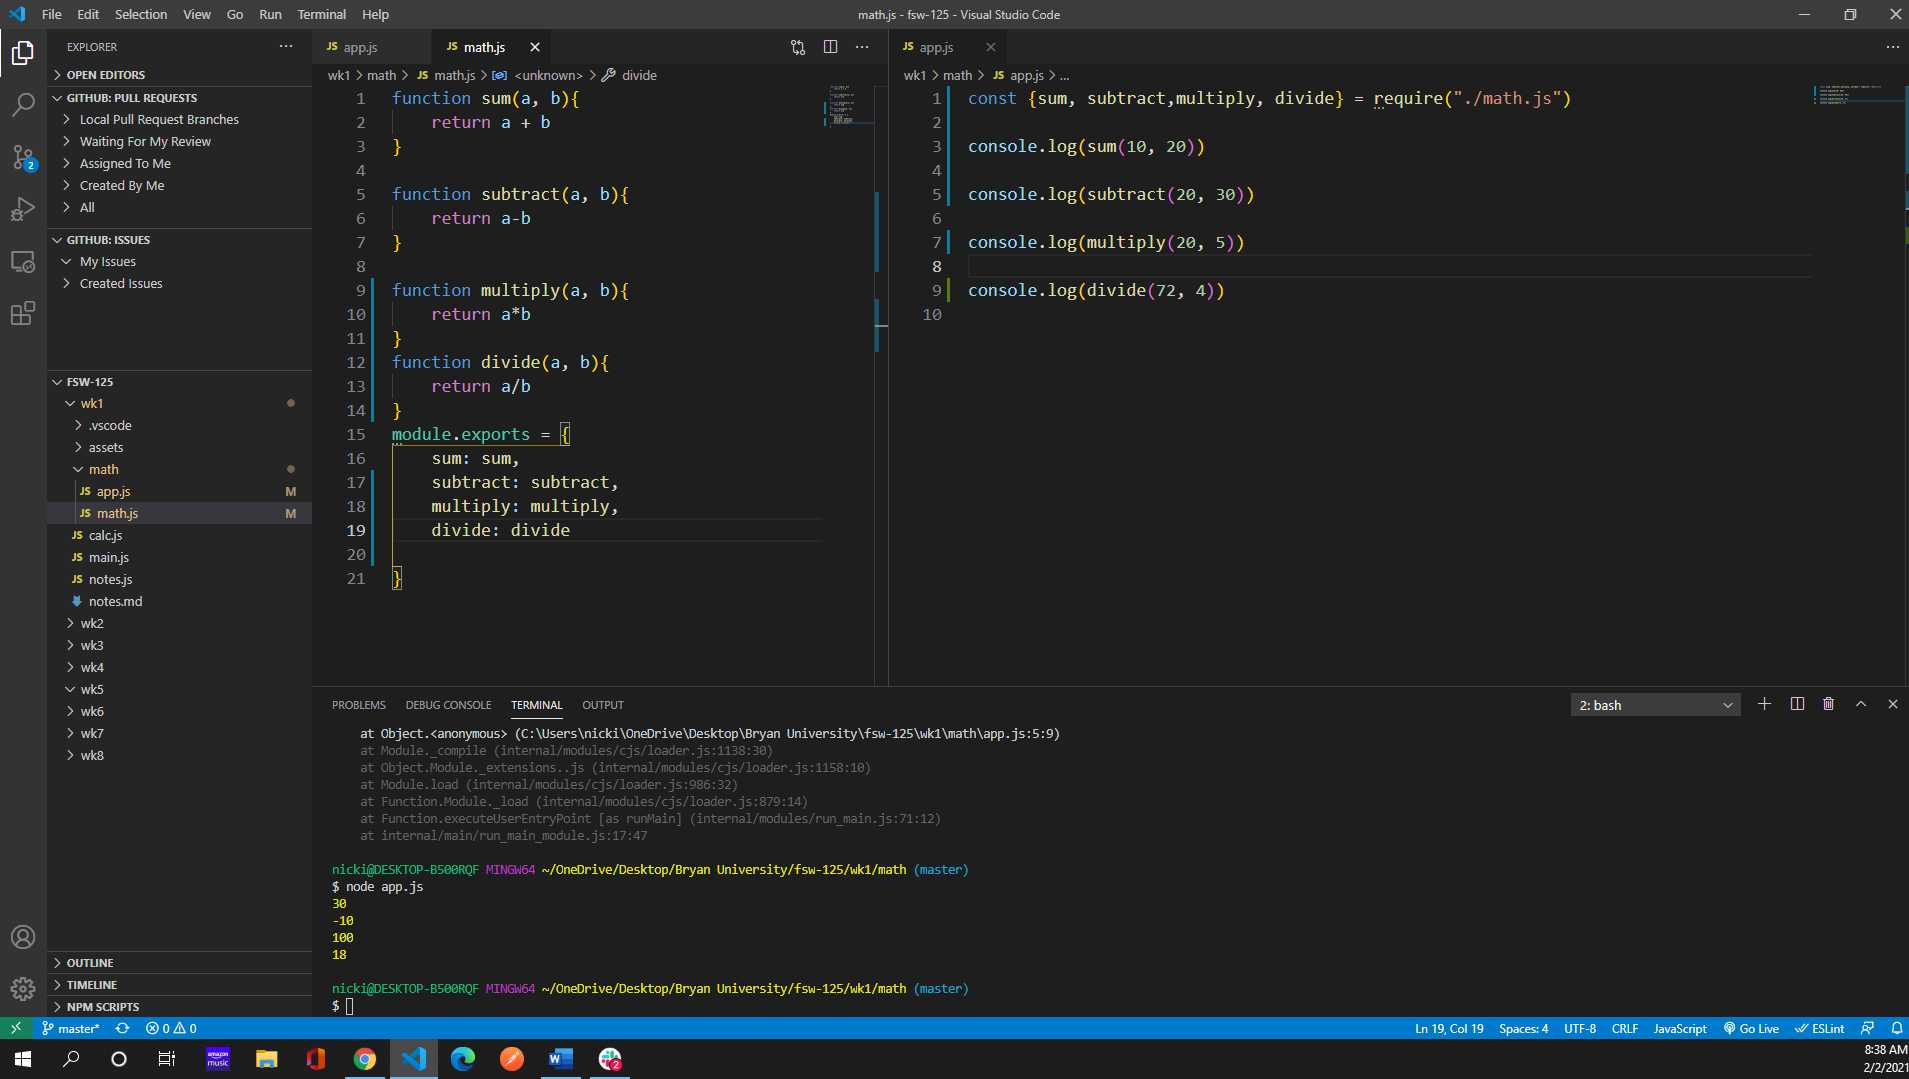 File Edit Selection View Go Run Terminal Help
math.js - fsw-125 - Visual Studio Code
EXPLORER
OPEN EDITORS
GITHUB: PULL REQUESTS
Local Pull Request Branches
Waiting For My Review
Assigned To Me
Created By Me
All
GITHUB: ISSUES
My Issues
Created Issues
FSW-125
wk1
.vscode
assets
math
JS app.js M
JS math.js M
JS calc.js
JS main.js
JS notes.js
notes.md
wk2
wk3
wk4
wk5
wk6
wk7
wk8
OUTLINE
TIMELINE
NPM SCRIPTS
2
JS app.js JS math.js
wk1 > math > JS math.js > <unknown> > divide
1 function sum(a, b){
2 return a + b
3 }
4
5 function subtract(a, b){
6 return a-b
7 }
8
9 function multiply(a, b){
10 return a*b
11 }
12 function divide(a, b){
13 return a/b
14 }
15 module.exports = {
16 sum: sum,
17 subtract: subtract,
18 multiply: multiply,
19 divide: divide
20
21 }
JS app.js
wk1 > math > JS app.js > ...
1 const {sum, subtract,multiply, divide} = require("./math.js")
2
3 console.log(sum(10, 20))
4
5 console.log(subtract(20, 30))
6
7 console.log(multiply(20, 5))
8
9 console.log(divide(72, 4))
10
PROBLEMS DEBUG CONSOLE TERMINAL OUTPUT
2: bash
at Object.<anonymous> (C:\Users\nicki\OneDrive\Desktop\Bryan University\fsw-125\wk1\math\app.js:5:9)
at Module._compile (internal/modules/cjs/loader.js:1138:30)
at Object.Module._extensions..js (internal/modules/cjs/loader.js:1158:10)
at Module.load (internal/modules/cjs/loader.js:986:32)
at Function.Module._load (internal/modules/cjs/loader.js:879:14)
at Function.executeUserEntryPoint [as runMain] (internal/modules/run_main.js:71:12)
at internal/main/run_main_module.js:17:47
nicki@DESKTOP-B500RQF MINGW64 ~/OneDrive/Desktop/Bryan University/fsw-125/wk1/math (master)
$ node app.js
30
-10
100
18
nicki@DESKTOP-B500RQF MINGW64 ~/OneDrive/Desktop/Bryan University/fsw-125/wk1/math (master)
$
master* 0 0
Ln 19, Col 19 Spaces: 4 UTF-8 CRLF JavaScript Go Live ESLint
amazon
music
W
2
8:38 AM
2/2/2021